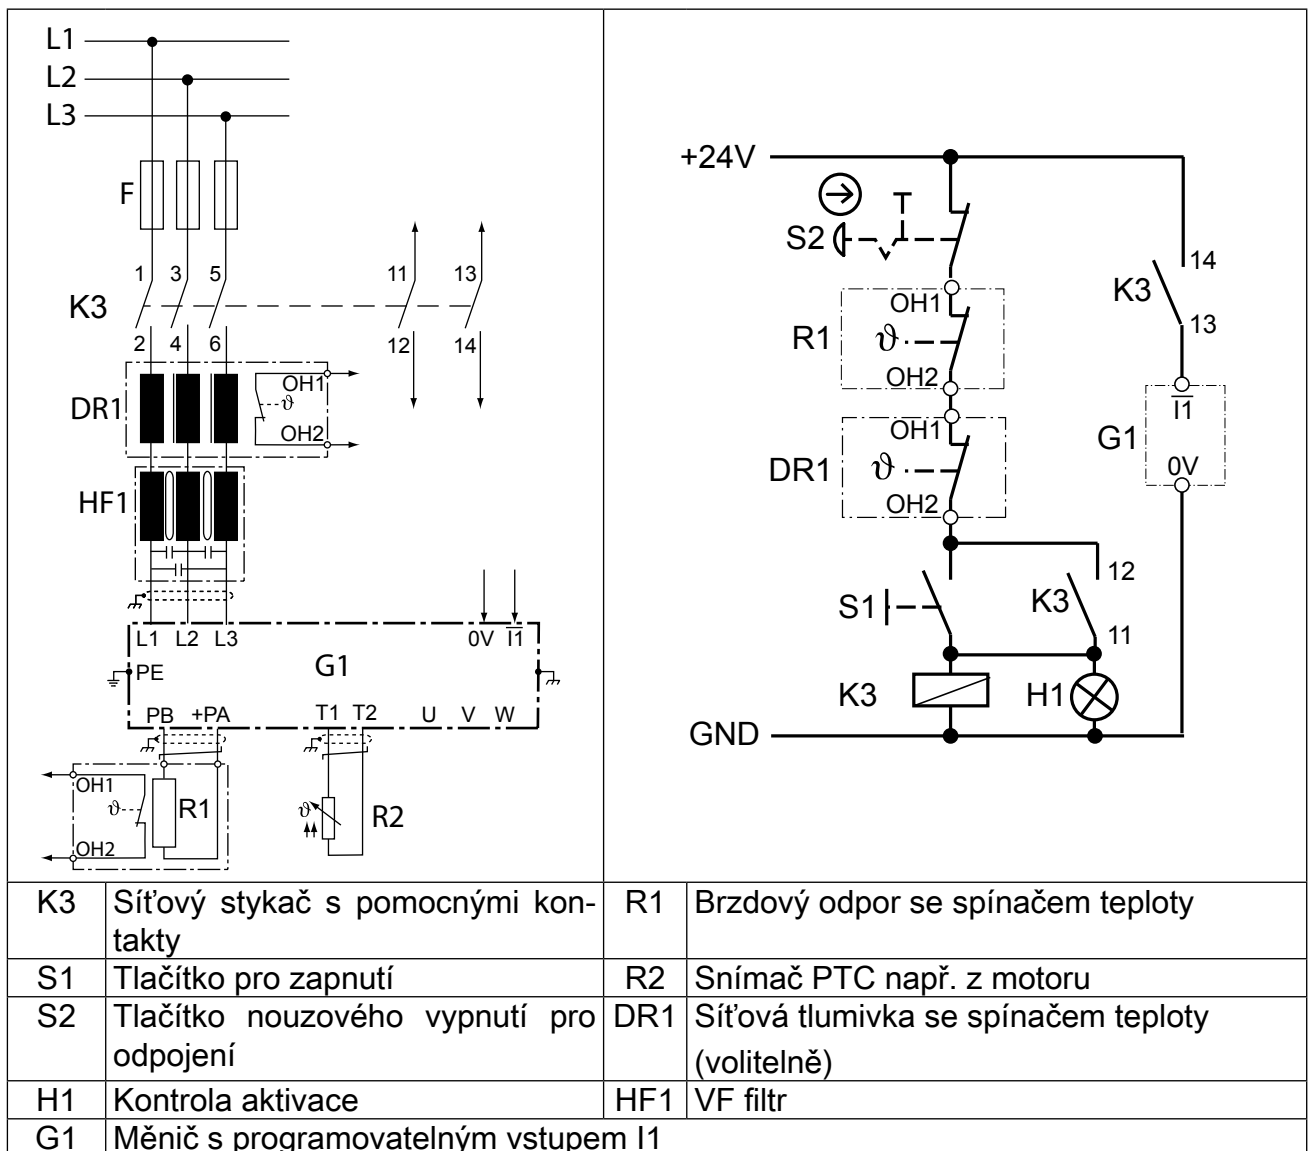 L1
L2
L3
F
1 3 5 11 13
K3
2 4 6 12 14
DR1 OH1
ϑ
OH2
HF1
L1 L2 L3 0V I1
PE G1
PB +PA T1 T2 U V W
OH1
ϑ R1 ϑ R2
OH2
+24V
S2
14
K3
13
OH1
R1 ϑ
OH2
I1
G1
0V
OH1
DR1 ϑ
OH2
12
S1 K3
11
K3 H1
GND
K3 Síťový stykač s pomocnými kon-
takty
R1 Brzdový odpor se spínačem teploty
S1 Tlačítko pro zapnutí R2 Snímač PTC např. z motoru
S2 Tlačítko nouzového vypnutí pro
odpojení
DR1 Síťová tlumivka se spínačem teploty
(volitelně)
H1 Kontrola aktivace HF1 VF filtr
G1 Měnič s programovatelným vstupem I1